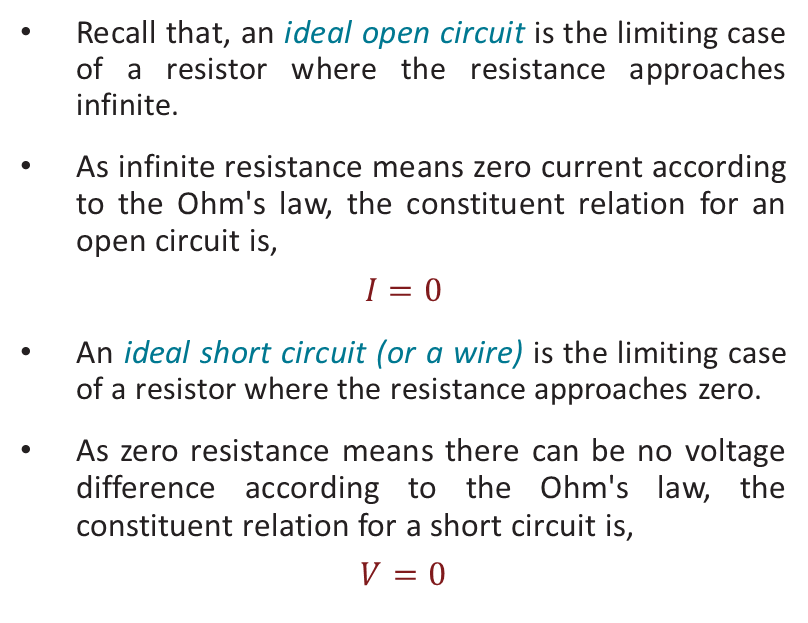 • Recall that, an ideal open circuit is the limiting case
of a resistor where the resistance approaches
infinite.
• As infinite resistance means zero current according
to the Ohm's law, the constituent relation for an
open circuit is,
I = 0
• An ideal short circuit (or a wire) is the limiting case
of a resistor where the resistance approaches zero.
• As zero resistance means there can be no voltage
difference according to the Ohm's law, the
constituent relation for a short circuit is,
V = 0